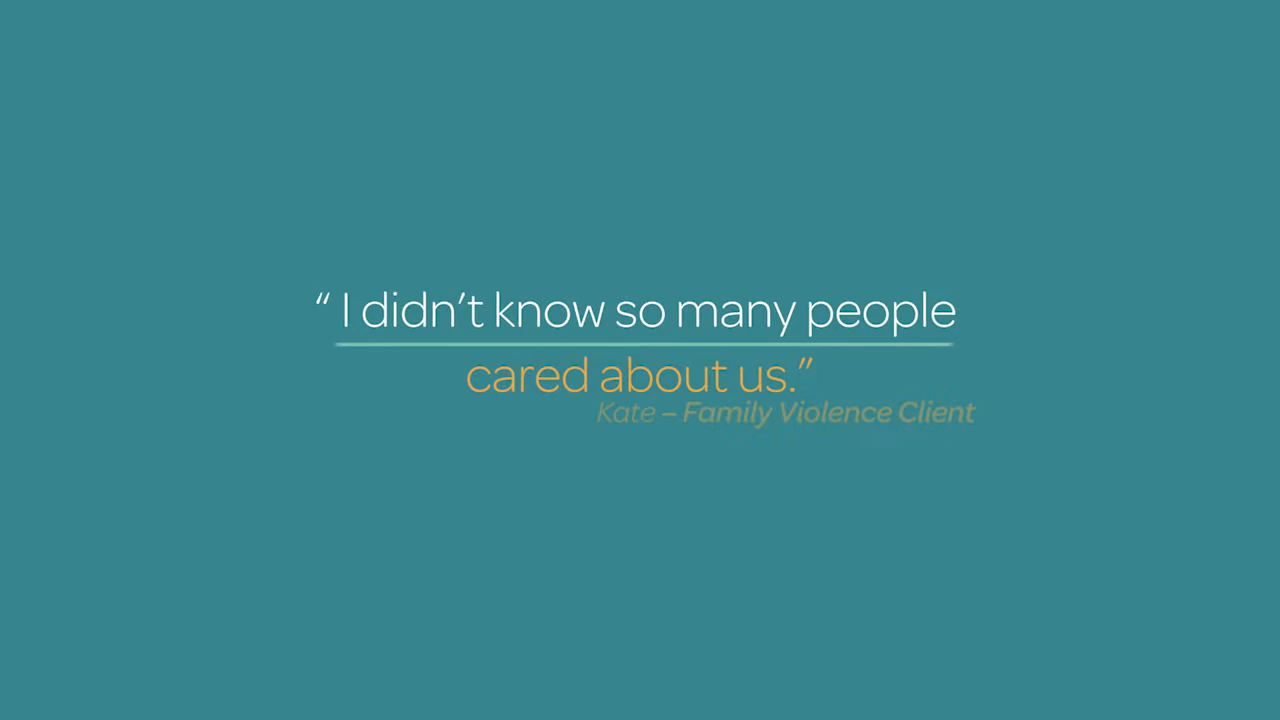 “ I didn’t know so many people
cared about us.”
Kate – Family Violence Client